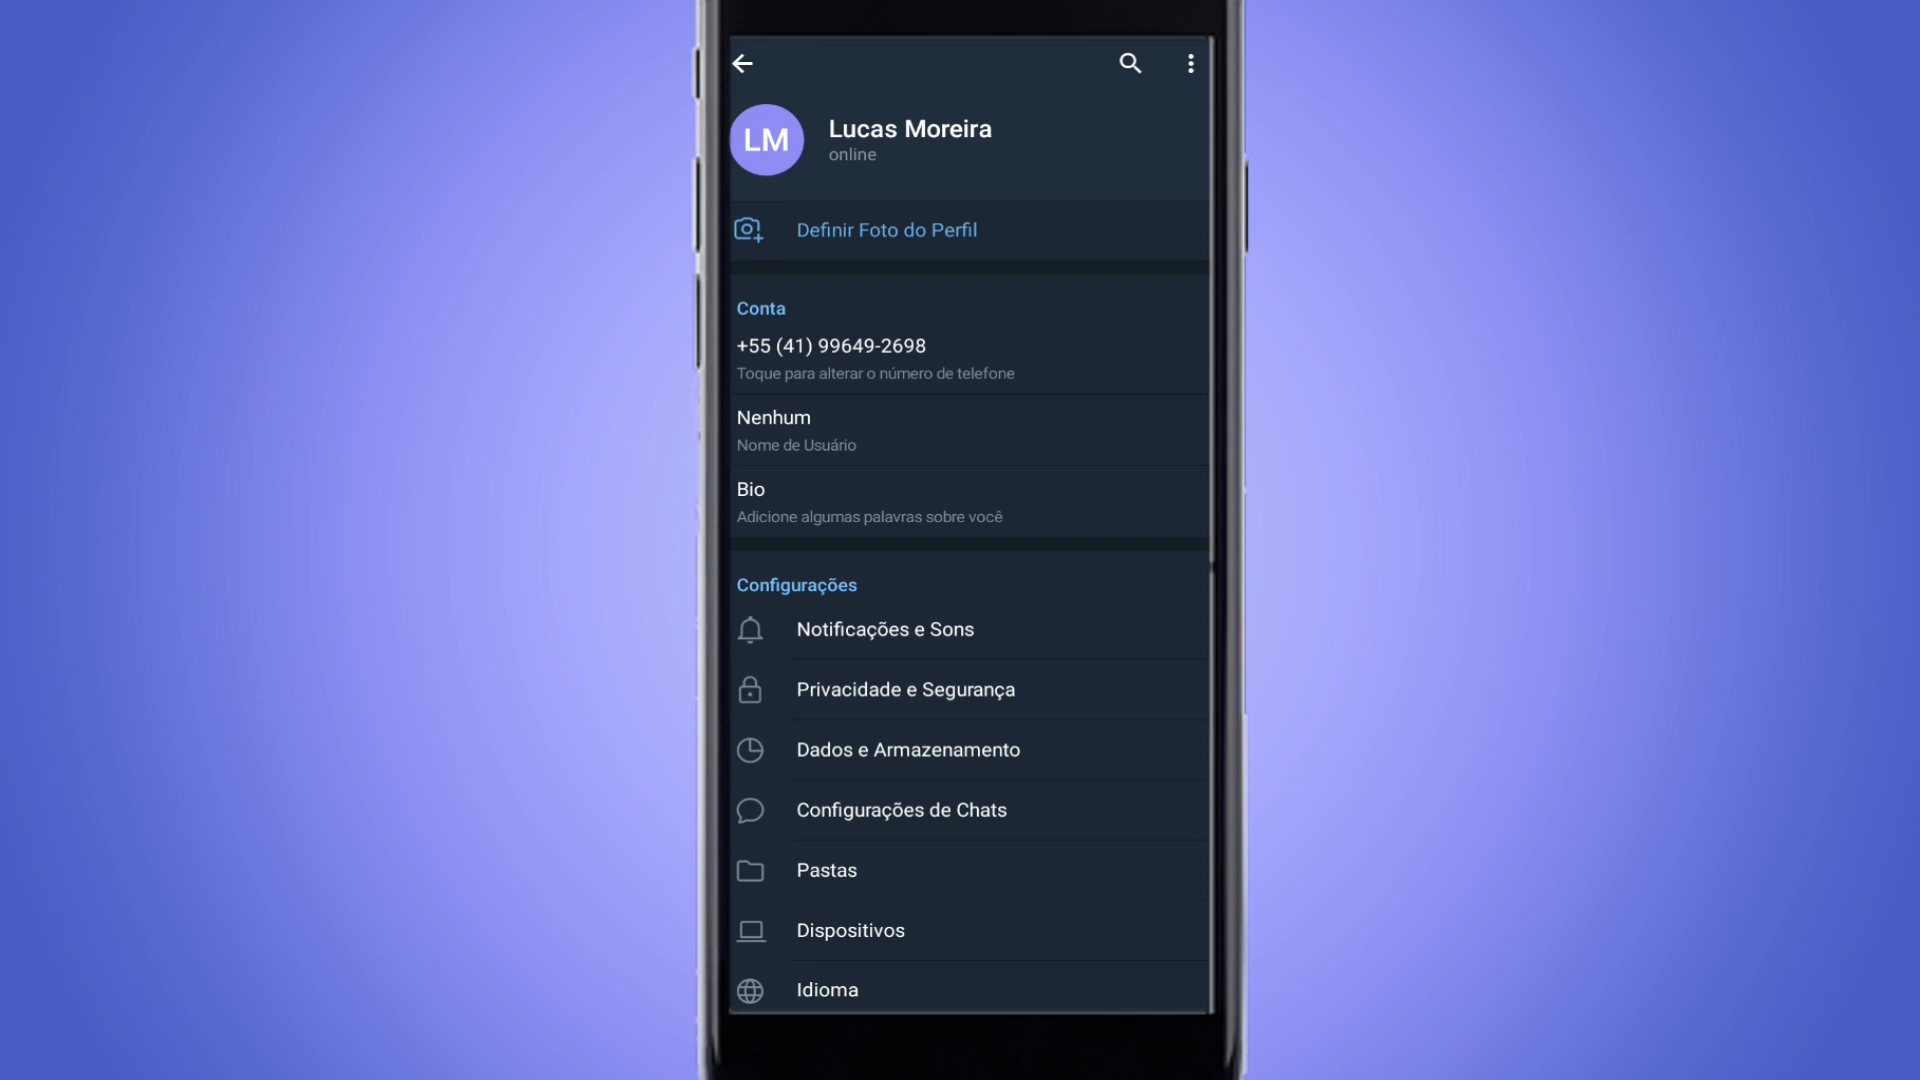 LM
Lucas Moreira
online
Definir Foto do Perfil
Conta
+55 (41) 99649-2698
Toque para alterar o número de telefone
Nenhum
Nome de Usuário
Bio
Adicione algumas palavras sobre você
Configurações
Notificações e Sons
Privacidade e Segurança
Dados e Armazenamento
Configurações de Chats
Pastas
Dispositivos
Idioma